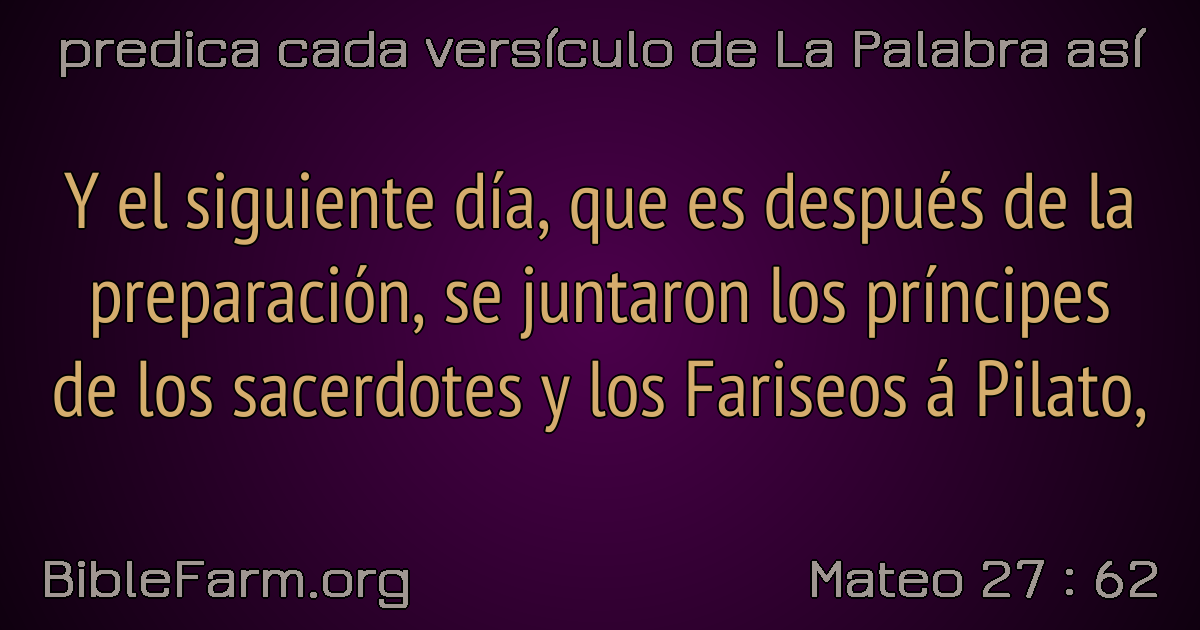 predica cada versículo de La Palabra así
Y el siguiente día, que es después de la
preparación, se juntaron los príncipes
de los sacerdotes y los Fariseos á Pilato,
BibleFarm.org
Mateo 27 : 62